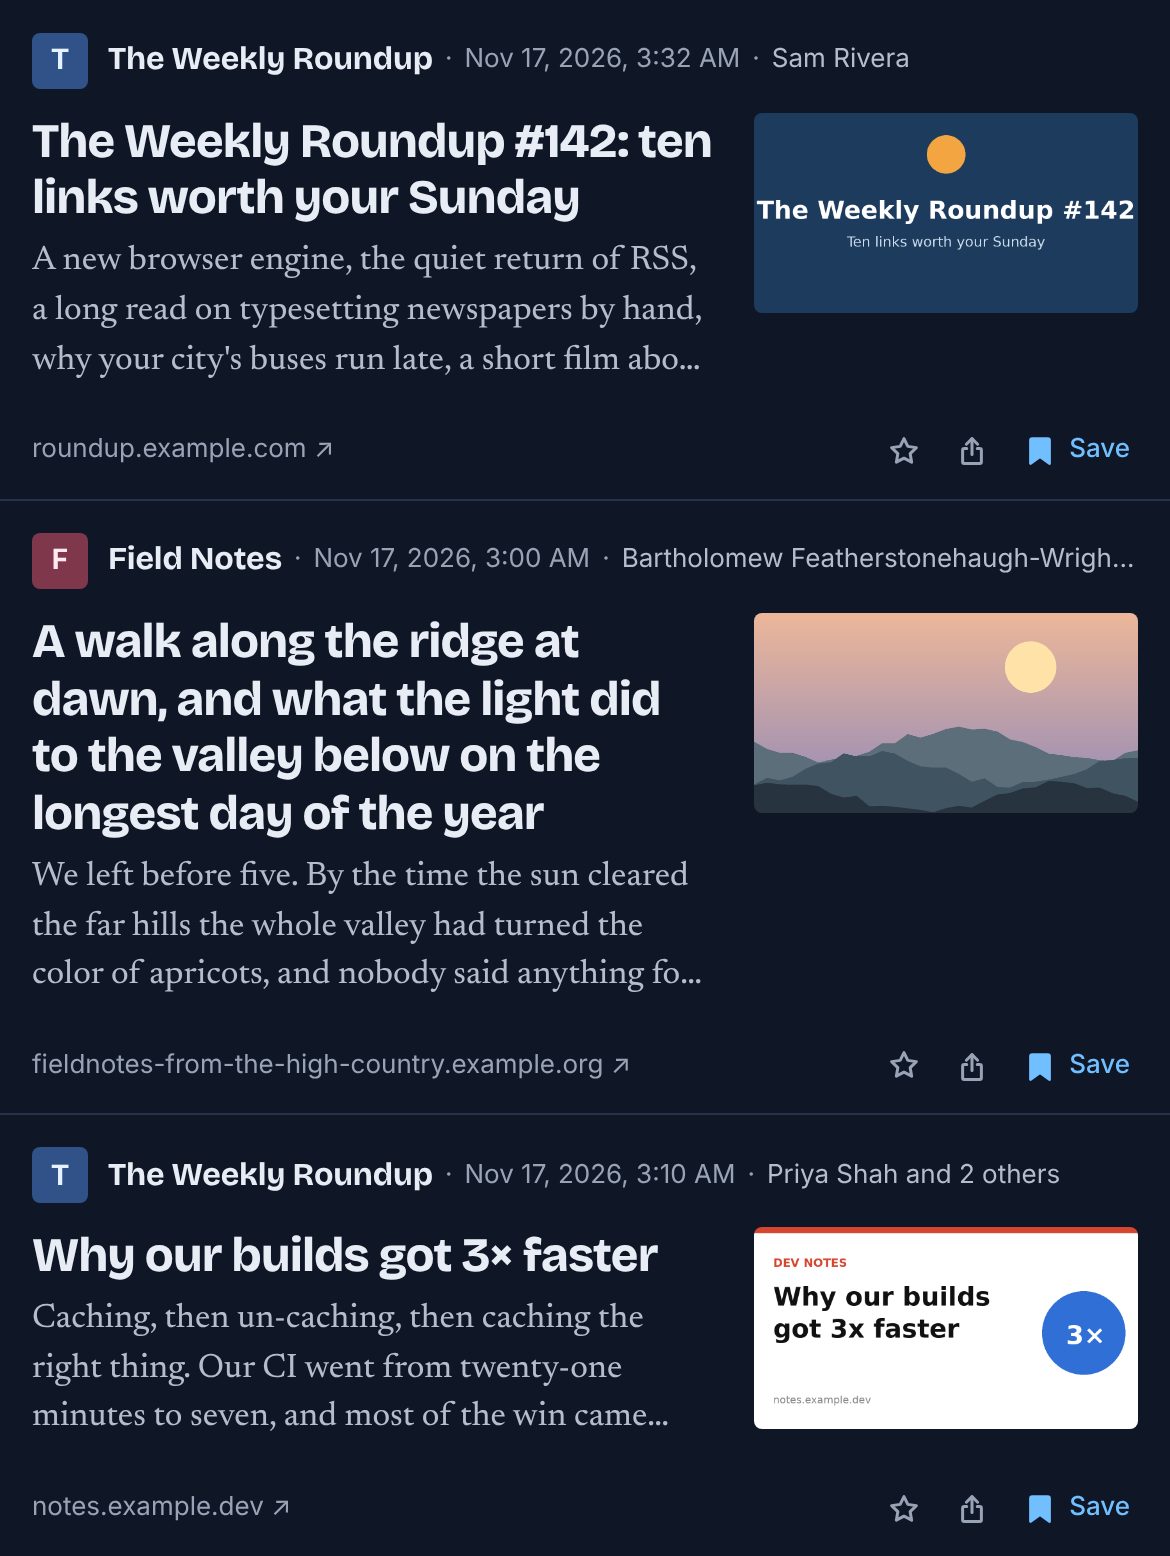 T The Weekly Roundup · Nov 17, 2026, 3:32 AM · Sam Rivera
The Weekly Roundup #142: ten
links worth your Sunday
A new browser engine, the quiet return of RSS,
a long read on typesetting newspapers by hand,
why your city's buses run late, a short film abo...
The Weekly Roundup #142
Ten links worth your Sunday
roundup.example.com ↗ Save
F Field Notes · Nov 17, 2026, 3:00 AM · Bartholomew Featherstonehaugh-Wrigh...
A walk along the ridge at
dawn, and what the light did
to the valley below on the
longest day of the year
We left before five. By the time the sun cleared
the far hills the whole valley had turned the
color of apricots, and nobody said anything fo...
fieldnotes-from-the-high-country.example.org ↗ Save
T The Weekly Roundup · Nov 17, 2026, 3:10 AM · Priya Shah and 2 others
Why our builds got 3× faster
Caching, then un-caching, then caching the
right thing. Our CI went from twenty-one
minutes to seven, and most of the win came...
DEV NOTES
Why our builds
got 3x faster
3×
notes.example.dev
notes.example.dev ↗ Save